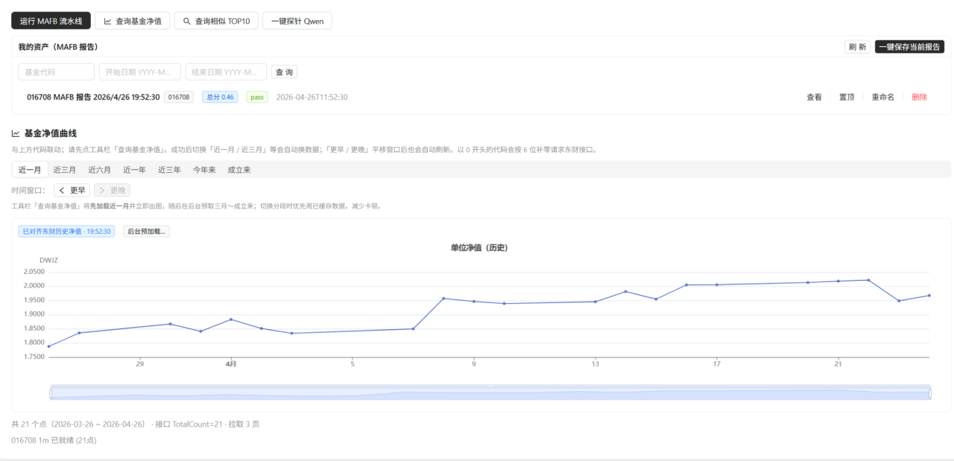 运行 MAFB 流水线 查询基金净值 查询相似 TOP10 一键探针 Qwen
我的资产（MAFB 报告） 刷 新 一键保存当前报告
基金代码 开始日期 YYYY-M... 结束日期 YYYY-M... 查 询
016708 MAFB 报告 2026/4/26 19:52:30 016708 总分 0.46 pass 2026-04-26T11:52:30 查看 置顶 重命名 删除
基金净值曲线
与上方代码联动；请先点工具栏「查询基金净值」。成功后切换「近一月 / 近三月」等会自动换数据；「更早 / 更晚」平移窗口后也会自动刷新。以 0 开头的代码会按 6 位补零请求东财接口。
近一月 近三月 近六月 近一年 近三年 今年来 成立来
时间窗口： 更早 更晚
工具栏「查询基金净值」将先加载近一月并立即出图，随后在后台预取三月～成立来；切换分段时优先用已缓存数据，减少卡顿。
已对齐东财历史净值 · 19:52:30 后台预加载...
单位净值（历史）
DWJZ
2.0500
2.0000
1.9500
1.9000
1.8500
1.8000
1.7500
29 4月 5 9 13 17 21
共 21 个点（2026-03-26 ~ 2026-04-26） · 接口 TotalCount=21 · 拉取 3 页
016708 1m 已就绪 (21点)